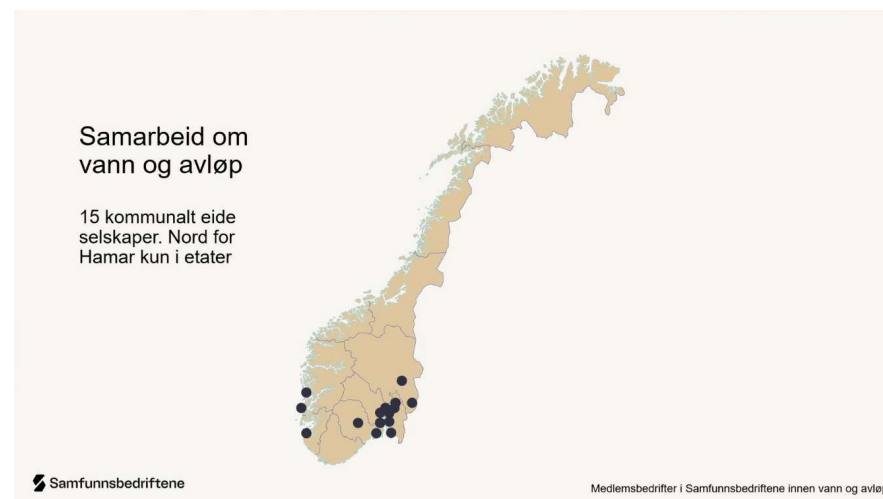 Samarbeid om
vann og avløp
15 kommunalt eide
selskaper. Nord for
Hamar kun i etater
Samfunnsbedriftene
Medlemsbedrifter i Samfunnsbedriftene innen vann og avløp